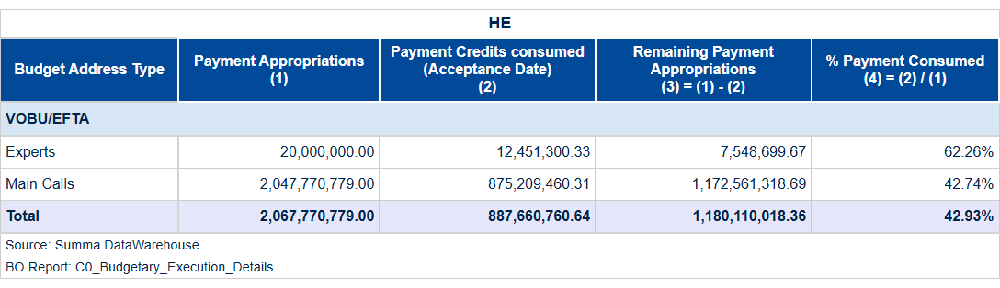 HE
Budget Address Type | Payment Appropriations (1) | Payment Credits consumed (Acceptance Date) (2) | Remaining Payment Appropriations (3) = (1) - (2) | % Payment Consumed (4) = (2) / (1)
VOBU/EFTA
Experts 20,000,000.00 12,451,300.33 7,548,699.67 62.26%
Main Calls 2,047,770,779.00 875,209,460.31 1,172,561,318.69 42.74%
Total 2,067,770,779.00 887,660,760.64 1,180,110,018.36 42.93%
Source: Summa DataWarehouse
BO Report: C0_Budgetary_Execution_Details